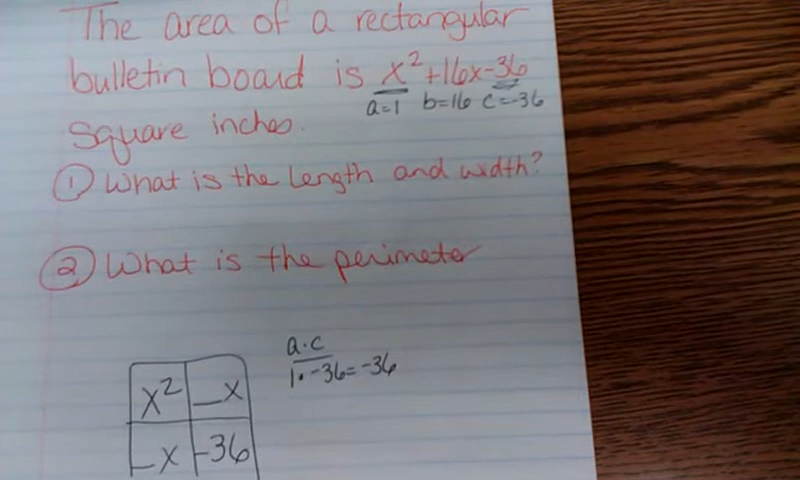 The area of a rectangular
bulletin board is x²+16x-36
a=1 b=16 c=-36
square inches.
① What is the length and width?
② What is the perimeter
a·c
1·-36=-36
x² _x
_x -36